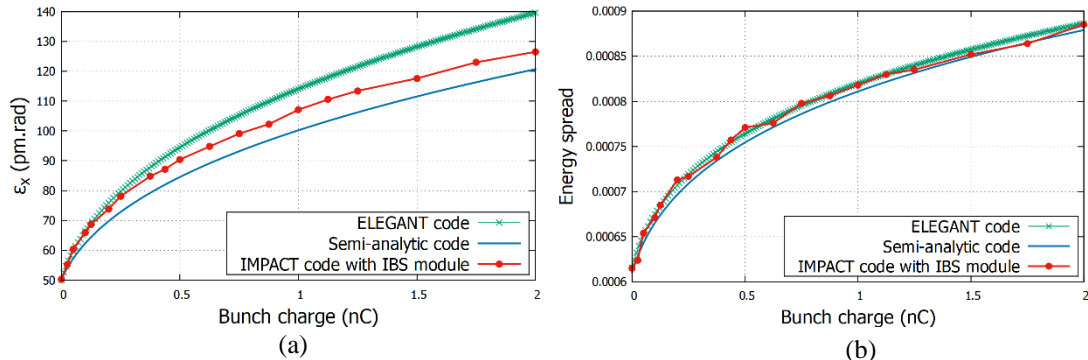 140
130
120
110
100
90
80
70
60
50
εx (pm.rad)
ELEGANT code
Semi-analytic code
IMPACT code with IBS module
0 0.5 1 1.5 2
Bunch charge (nC)
(a)
0.0009
0.00085
0.0008
0.00075
0.0007
0.00065
0.0006
Energy spread
ELEGANT code
Semi-analytic code
IMPACT code with IBS module
0 0.5 1 1.5 2
Bunch charge (nC)
(b)